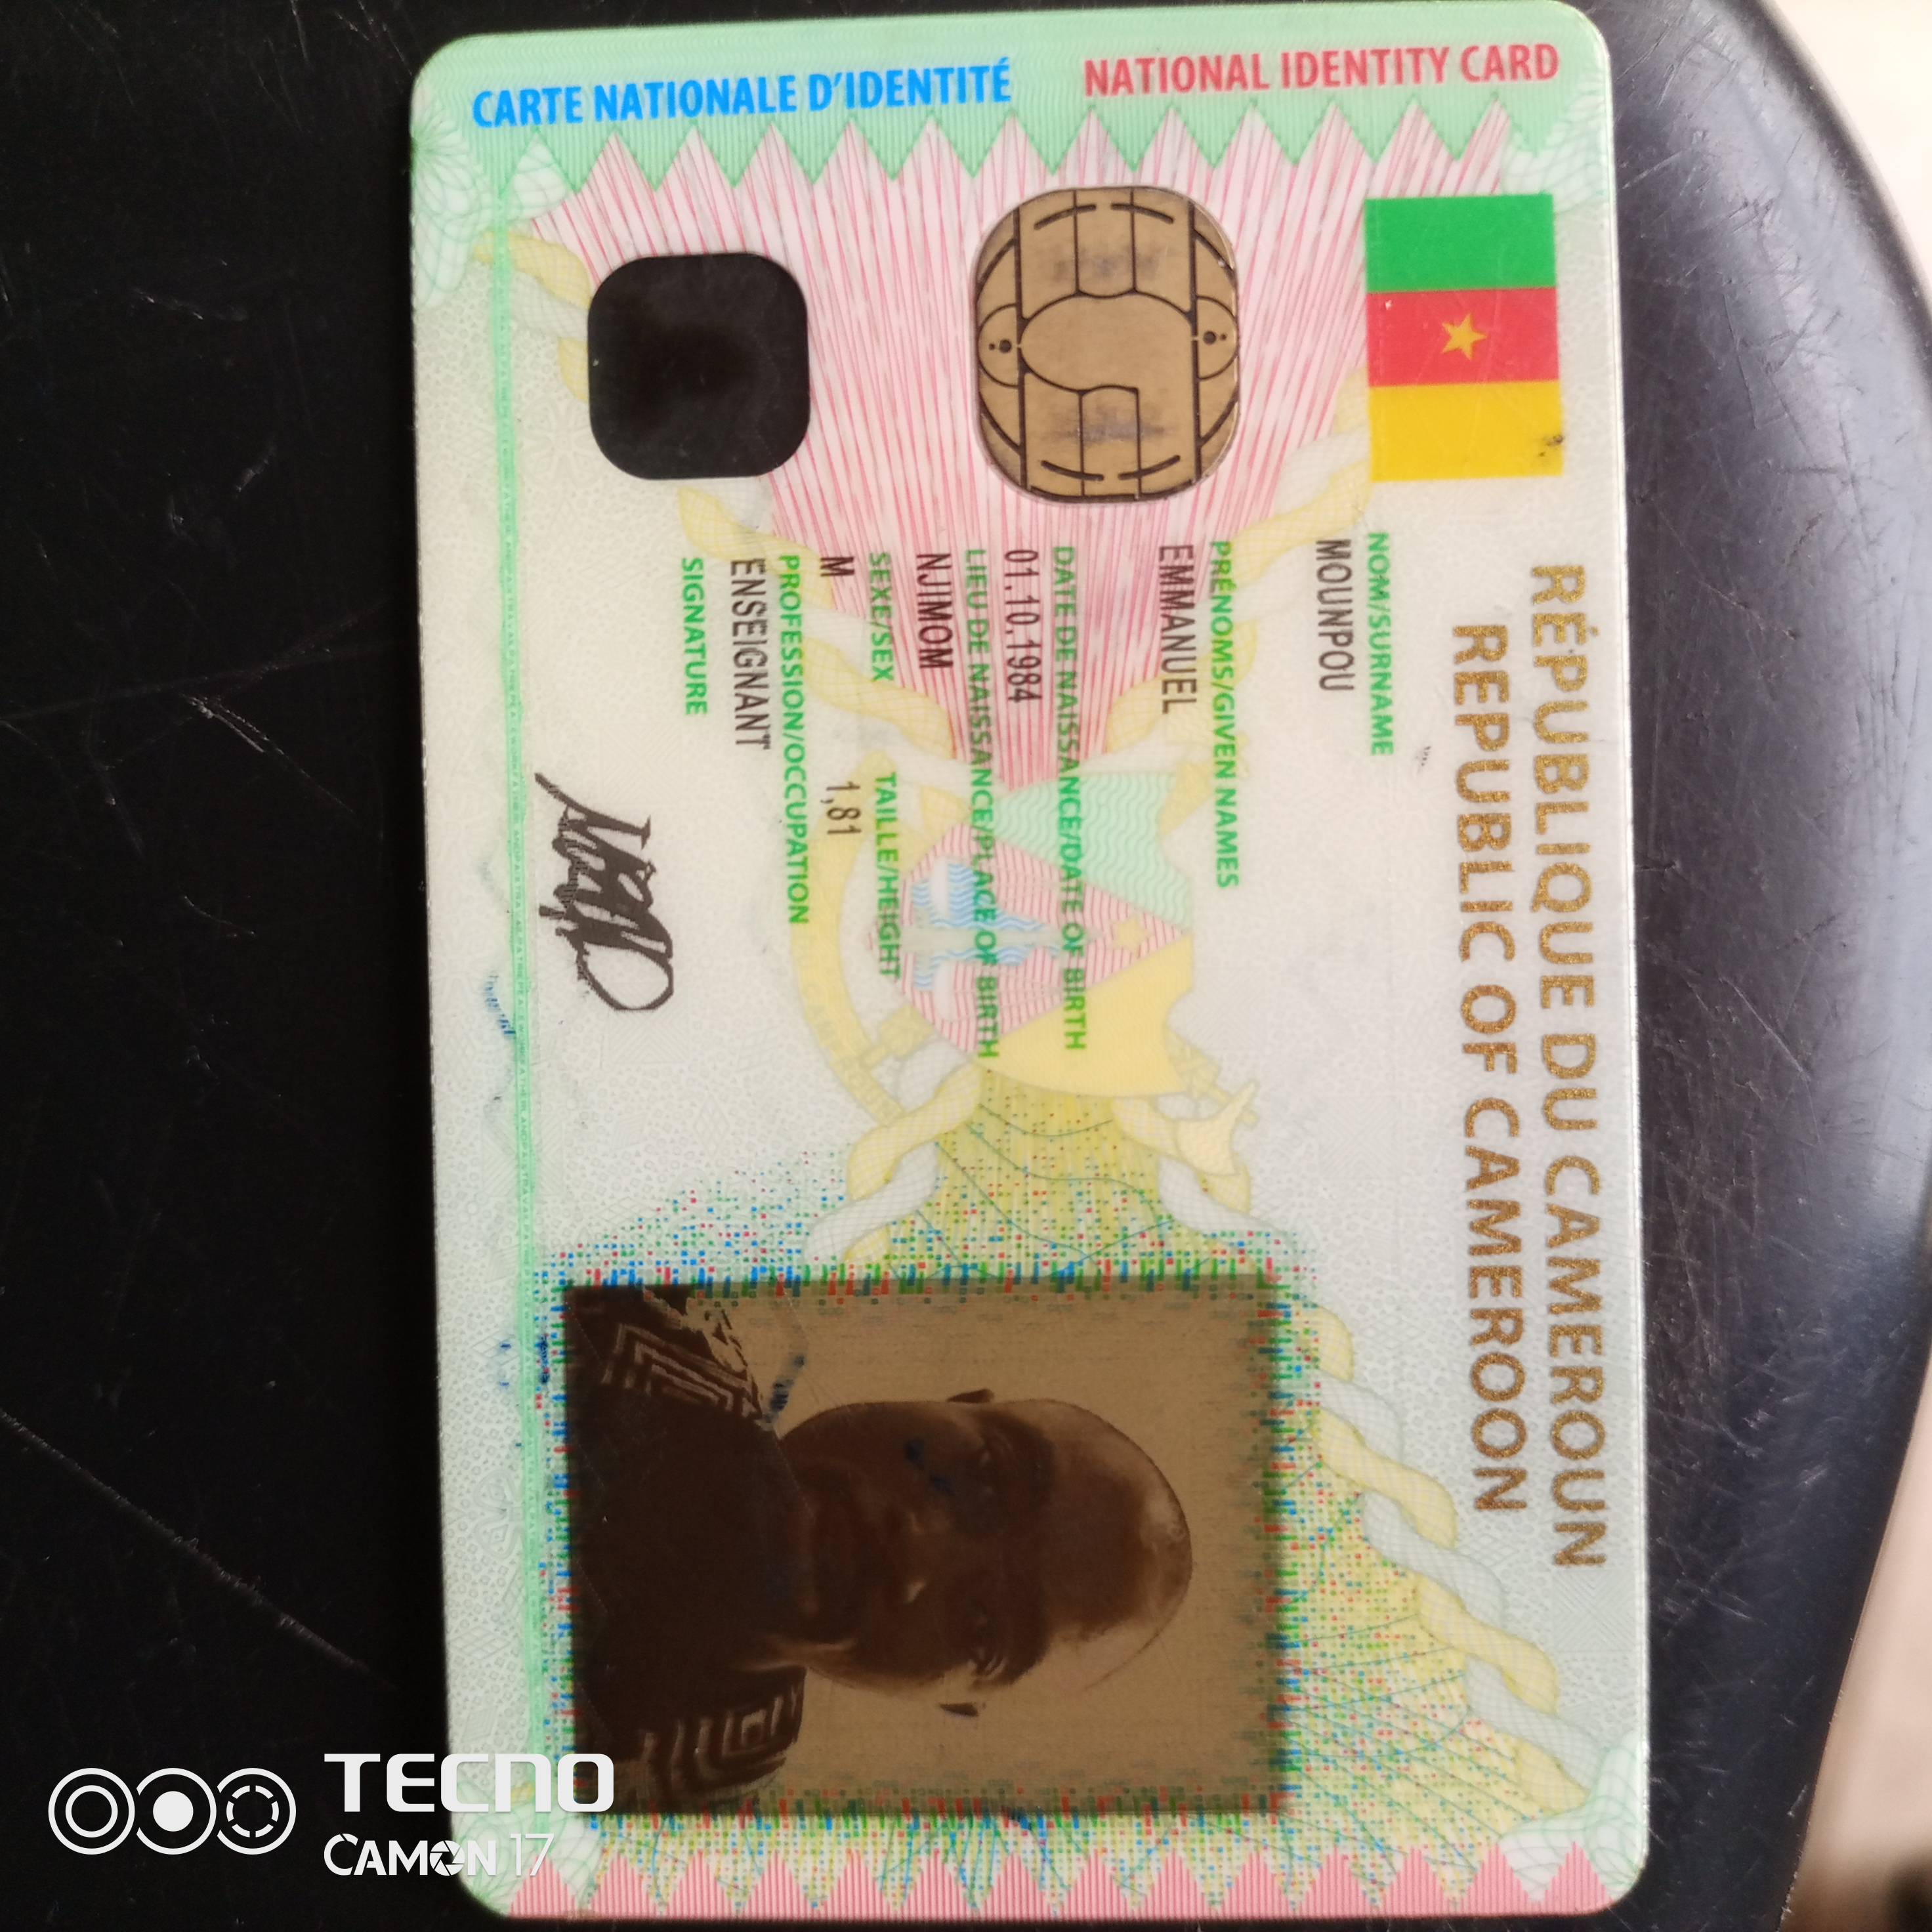 RÉPUBLIQUE DU CAMEROUN
REPUBLIC OF CAMEROON
CARTE NATIONALE D'IDENTITÉ NATIONAL IDENTITY CARD
NOM/SURNAME
MOUNPOU
PRÉNOMS/GIVEN NAMES
EMMANUEL
DATE DE NAISSANCE/DATE OF BIRTH
01.10.1984
LIEU DE NAISSANCE/PLACE OF BIRTH
NJIMOM
SEXE/SEX TAILLE/HEIGHT
M 1,81
PROFESSION/OCCUPATION
ENSEIGNANT
SIGNATURE
TECNO
CAMON 17